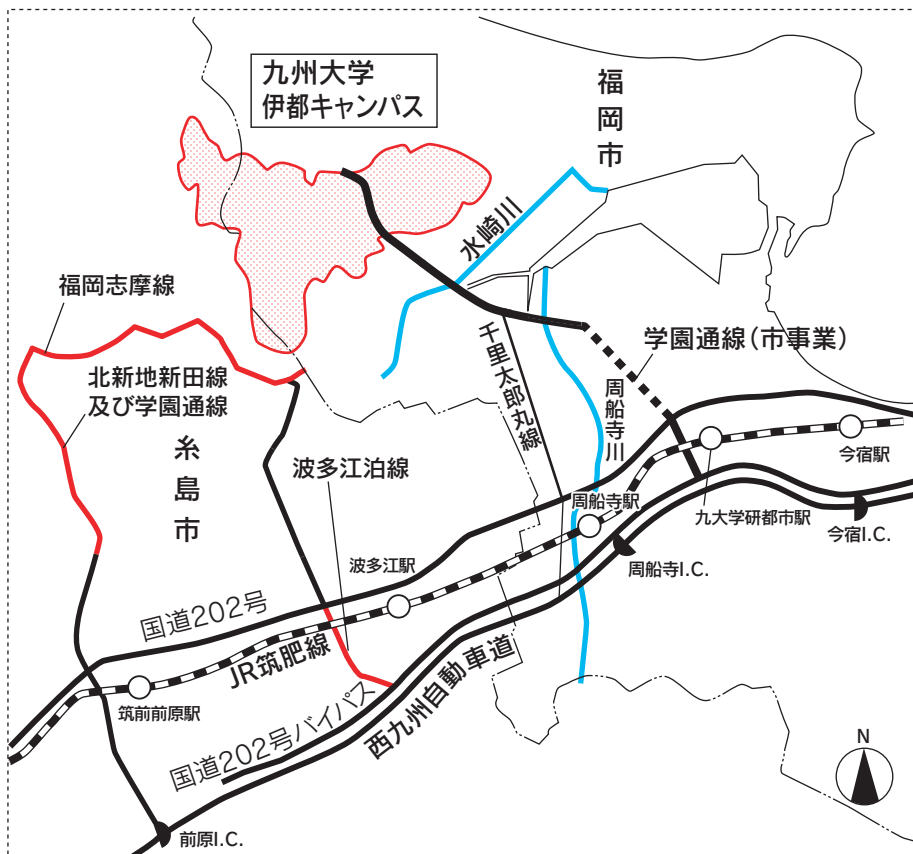 九州大学
伊都キャンパス
福岡市
水崎川
福岡志摩線
北新地新田線
及び学園通線
糸島市
千里太郎丸線
学園通線（市事業）
周船寺川
波多江泊線
今宿駅
周船寺駅
九大学研都市駅
今宿I.C.
波多江駅
周船寺I.C.
国道202号
JR筑肥線
筑前前原駅
国道202号バイパス
西九州自動車道
N
前原I.C.